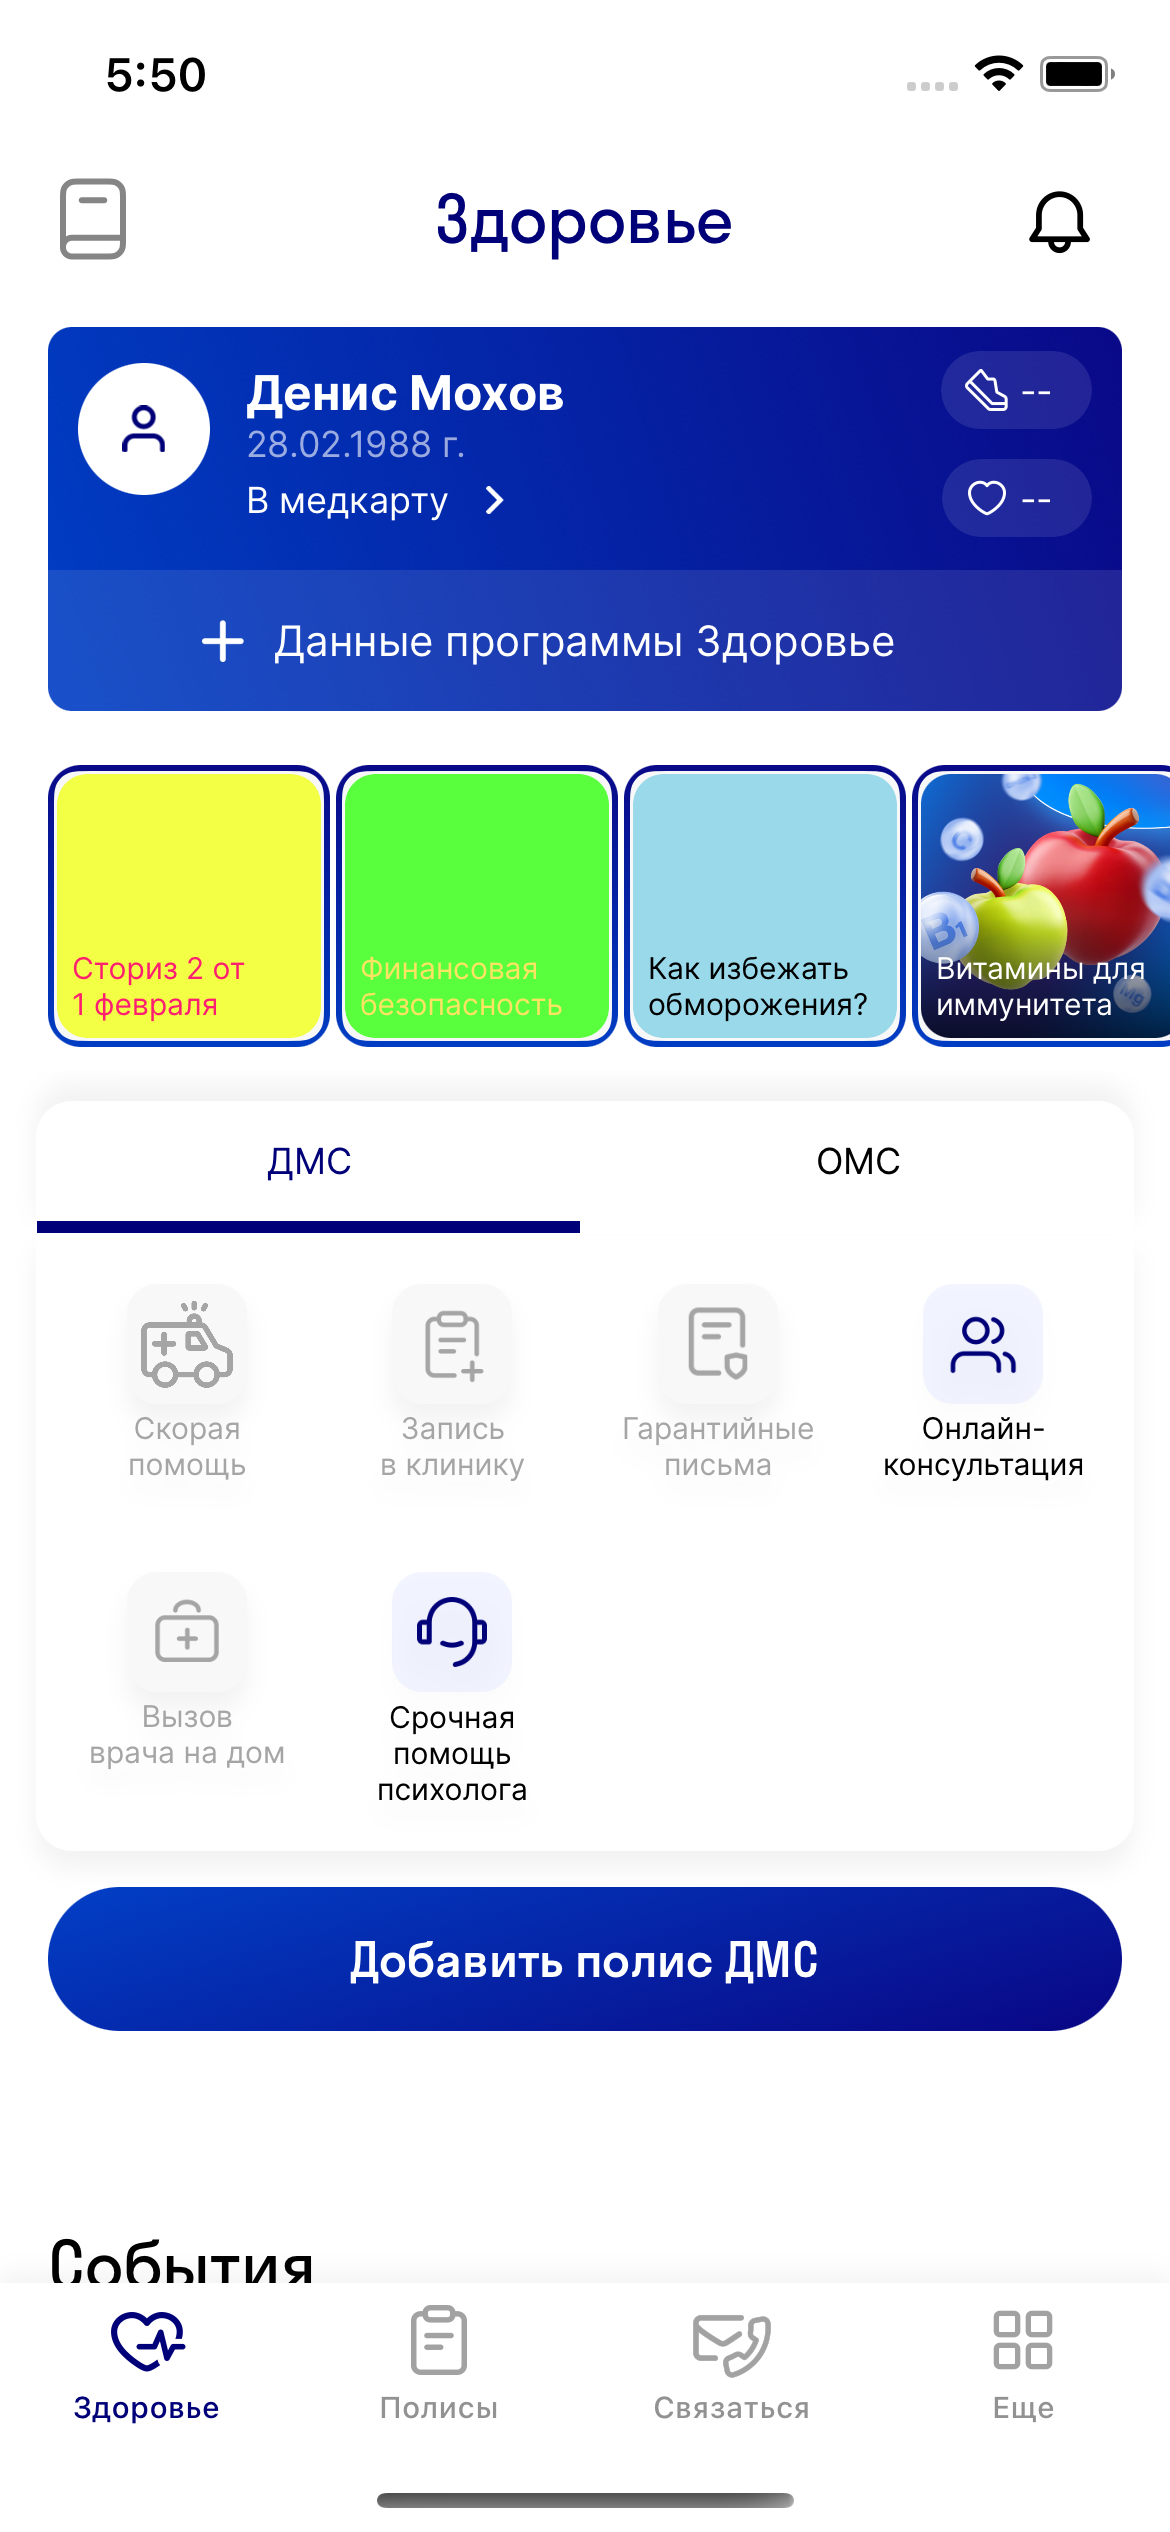 5:50
Здоровье
Денис Мохов
28.02.1988 г.
В медкарту
--
--
Данные программы Здоровье
Сториз 2 от
1 февраля
Финансовая
безопасность
Как избежать
обморожения?
B1
Mg
Витамины для
иммунитета
ДМС
ОМС
Скорая
помощь
Запись
в клинику
Гарантийные
письма
Онлайн-
консультация
Вызов
врача на дом
Срочная
помощь
психолога
Добавить полис ДМС
События
Здоровье
Полисы
Связаться
Еще